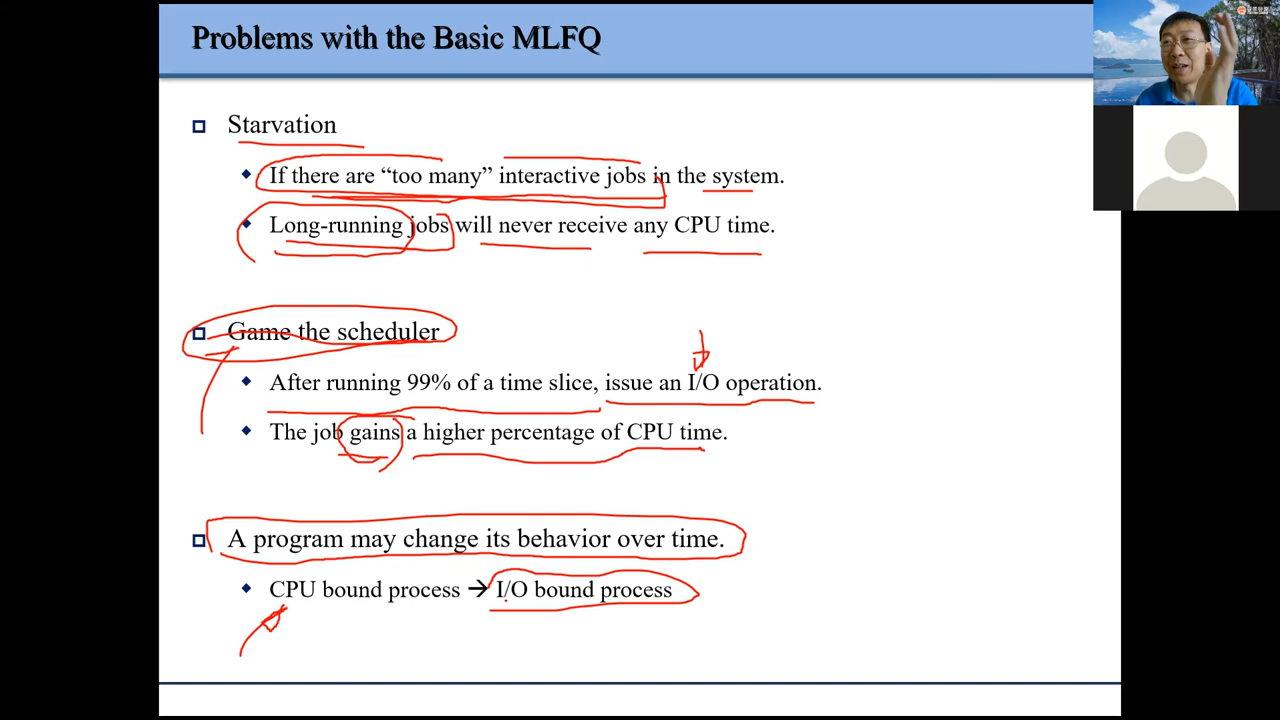 Problems with the Basic MLFQ
Starvation
If there are “too many” interactive jobs in the system.
Long-running jobs will never receive any CPU time.
Game the scheduler
After running 99% of a time slice, issue an I/O operation.
The job gains a higher percentage of CPU time.
A program may change its behavior over time.
CPU bound process → I/O bound process